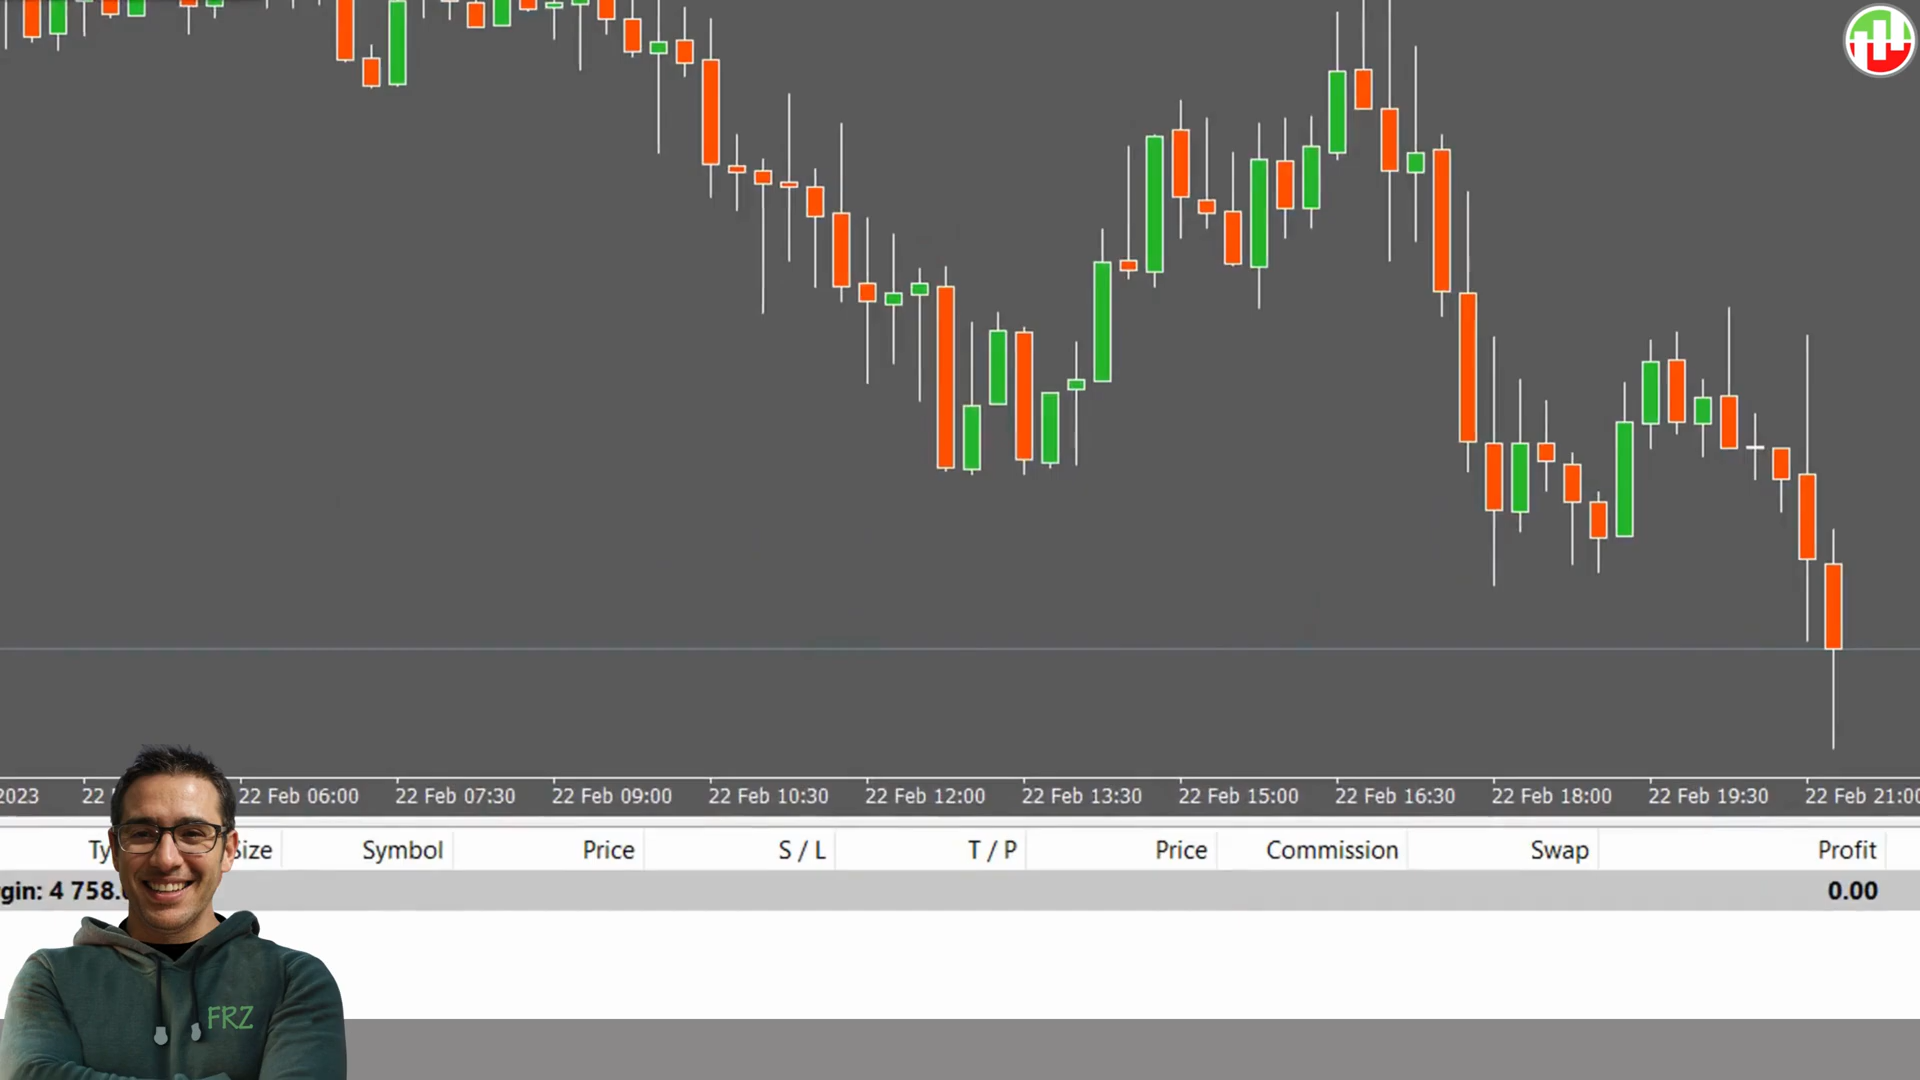 2023 22 22 Feb 06:00 22 Feb 07:30 22 Feb 09:00 22 Feb 10:30 22 Feb 12:00 22 Feb 13:30 22 Feb 15:00 22 Feb 16:30 22 Feb 18:00 22 Feb 19:30 22 Feb 21:00
Ty Size Symbol Price S / L T / P Price Commission Swap Profit
gin: 4 758. 0.00
FRZ